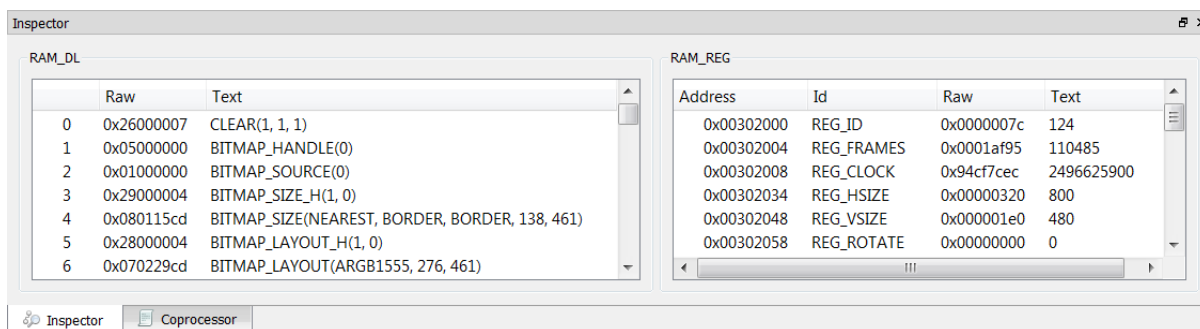 Inspector
RAM_DL
Raw Text
0 0x26000007 CLEAR(1, 1, 1)
1 0x05000000 BITMAP_HANDLE(0)
2 0x01000000 BITMAP_SOURCE(0)
3 0x29000004 BITMAP_SIZE_H(1, 0)
4 0x080115cd BITMAP_SIZE(NEAREST, BORDER, BORDER, 138, 461)
5 0x28000004 BITMAP_LAYOUT_H(1, 0)
6 0x070229cd BITMAP_LAYOUT(ARGB1555, 276, 461)
RAM_REG
Address Id Raw Text
0x00302000 REG_ID 0x0000007c 124
0x00302004 REG_FRAMES 0x0001af95 110485
0x00302008 REG_CLOCK 0x94cf7cec 2496625900
0x00302034 REG_HSIZE 0x00000320 800
0x00302048 REG_VSIZE 0x000001e0 480
0x00302058 REG_ROTATE 0x00000000 0
Inspector Coprocessor